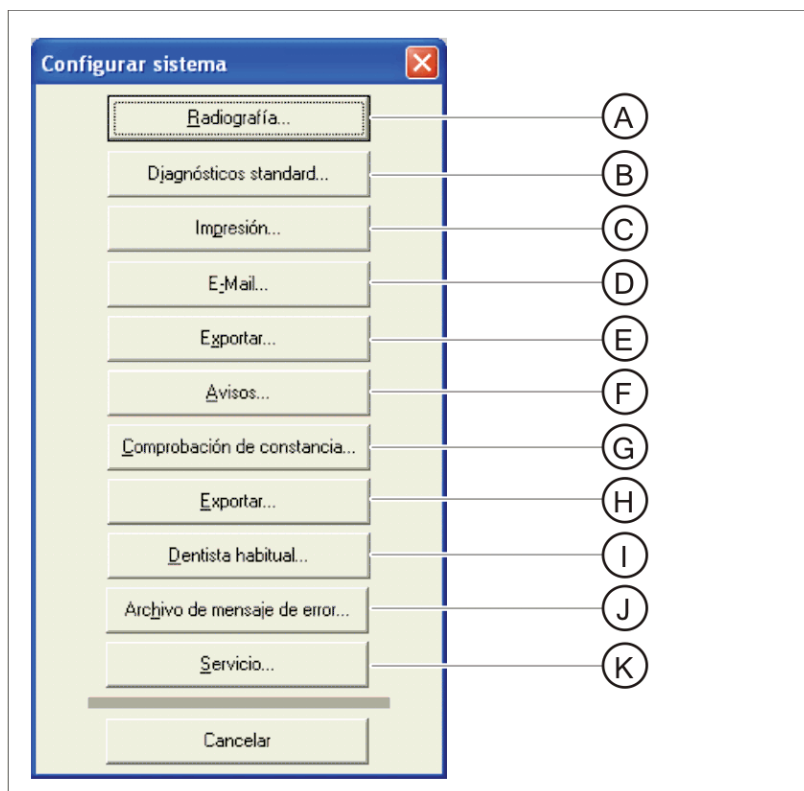 Configurar sistema
Radiografía... A
Diagnósticos standard... B
Impresión... C
E-Mail... D
Exportar... E
Avisos... F
Comprobación de constancia... G
Exportar... H
Dentista habitual... I
Archivo de mensaje de error... J
Servicio... K
Cancelar